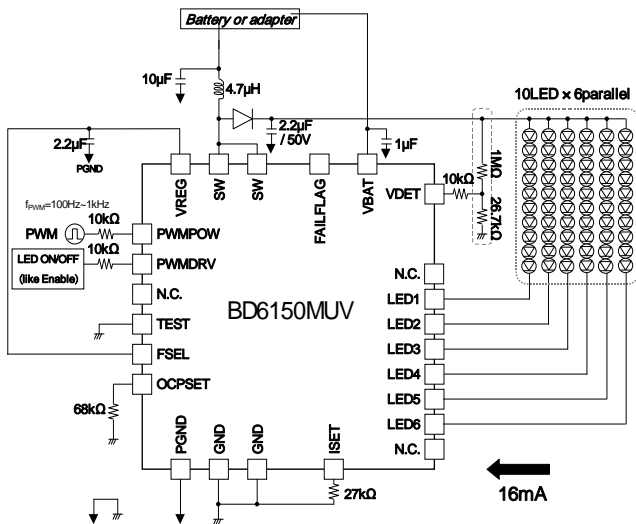 Battery or adapter
10µF
4.7µH
10LED × 6parallel
2.2µF
2.2µF
/ 50V
1µF
PGND
1MΩ
10kΩ
26.7kΩ
VREG
SW
SW
FAILFLAG
VBAT
VDET
fPWM=100Hz~1kHz
10kΩ
PWM
PWMPOW
10kΩ
LED ON/OFF
(like Enable)
PWMDRV
N.C.
N.C.
LED1
BD6150MUV
TEST
LED2
FSEL
LED3
OCPSET
LED4
68kΩ
LED5
LED6
N.C.
PGND
GND
GND
ISET
27kΩ
16mA